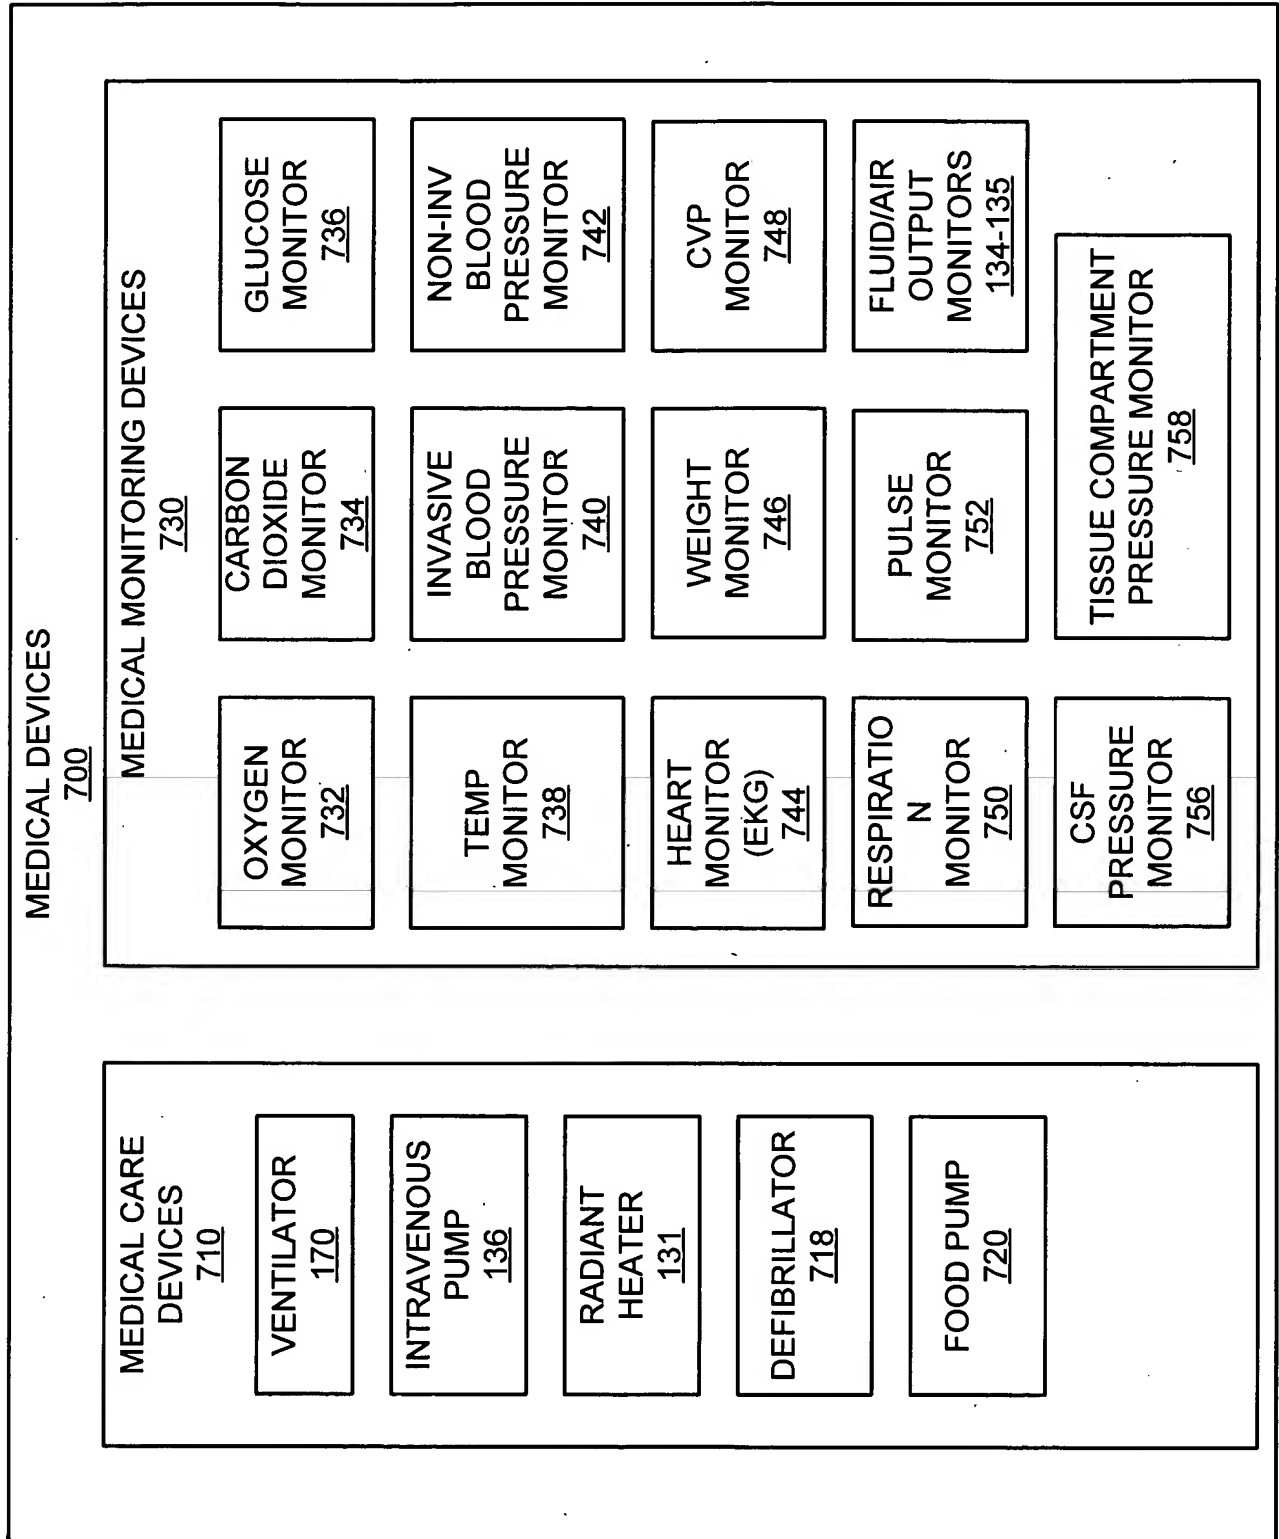 MEDICAL DEVICES
700
MEDICAL CARE
DEVICES
710
VENTILATOR
170
INTRAVENOUS
PUMP
136
RADIANT
HEATER
131
DEFIBRILLATOR
718
FOOD PUMP
720
MEDICAL MONITORING DEVICES
730
OXYGEN
MONITOR
732
CARBON
DIOXIDE
MONITOR
734
GLUCOSE
MONITOR
736
TEMP
MONITOR
738
INVASIVE
BLOOD
PRESSURE
MONITOR
740
NON-INV
BLOOD
PRESSURE
MONITOR
742
HEART
MONITOR
(EKG)
744
WEIGHT
MONITOR
746
CVP
MONITOR
748
RESPIRATIO
N
MONITOR
750
PULSE
MONITOR
752
FLUID/AIR
OUTPUT
MONITORS
134-135
CSF
PRESSURE
MONITOR
756
TISSUE COMPARTMENT
PRESSURE MONITOR
758